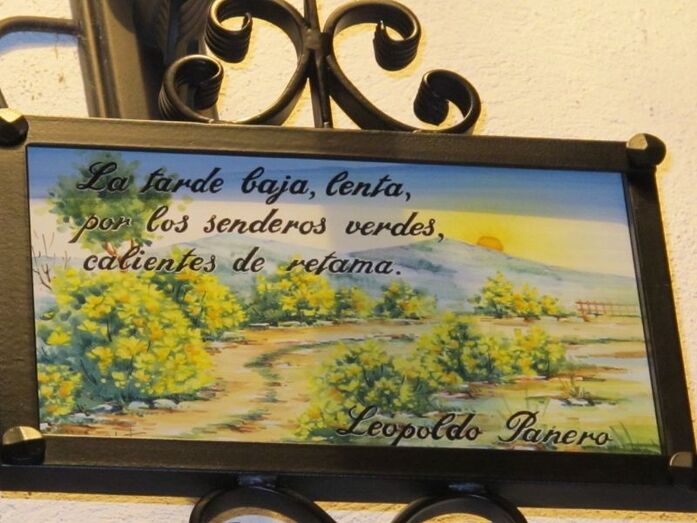 La tarde baja, lenta,
por los senderos verdes,
calientes de retama.
Leopoldo Panero